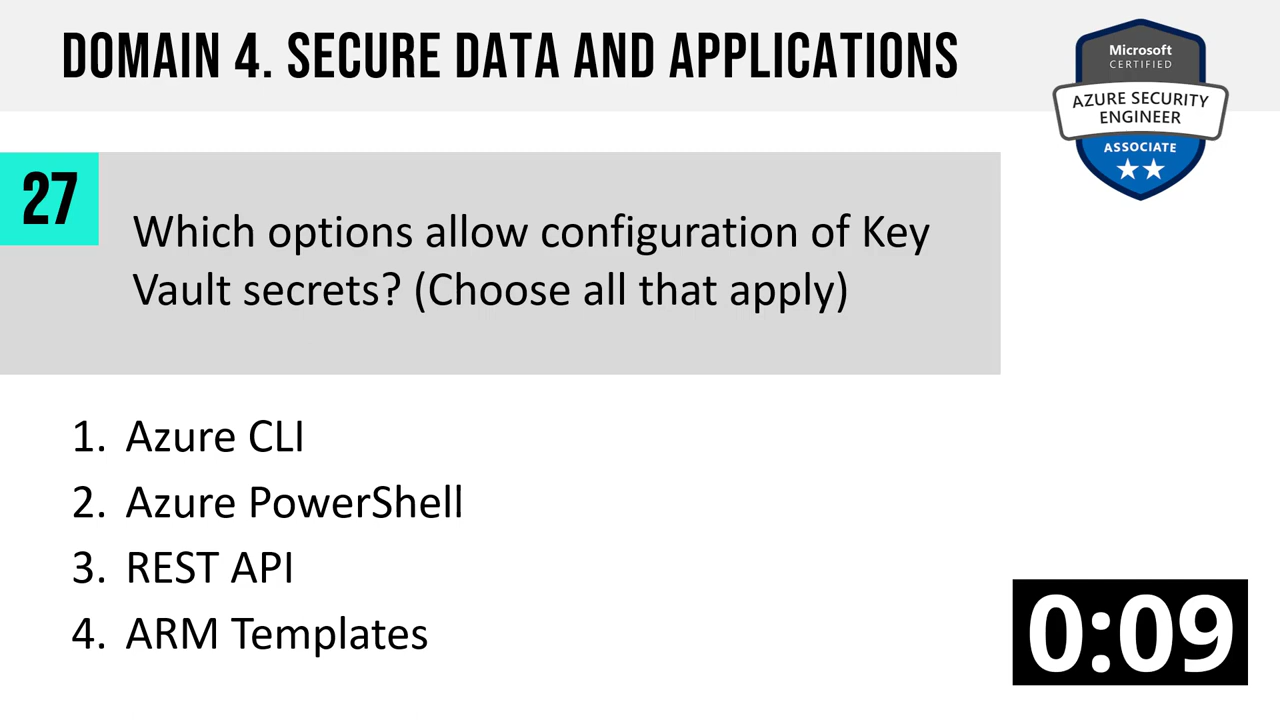 DOMAIN 4. SECURE DATA AND APPLICATIONS
Microsoft
CERTIFIED
AZURE SECURITY
ENGINEER
ASSOCIATE
27
Which options allow configuration of Key
Vault secrets? (Choose all that apply)
1. Azure CLI
2. Azure PowerShell
3. REST API
4. ARM Templates
0:09